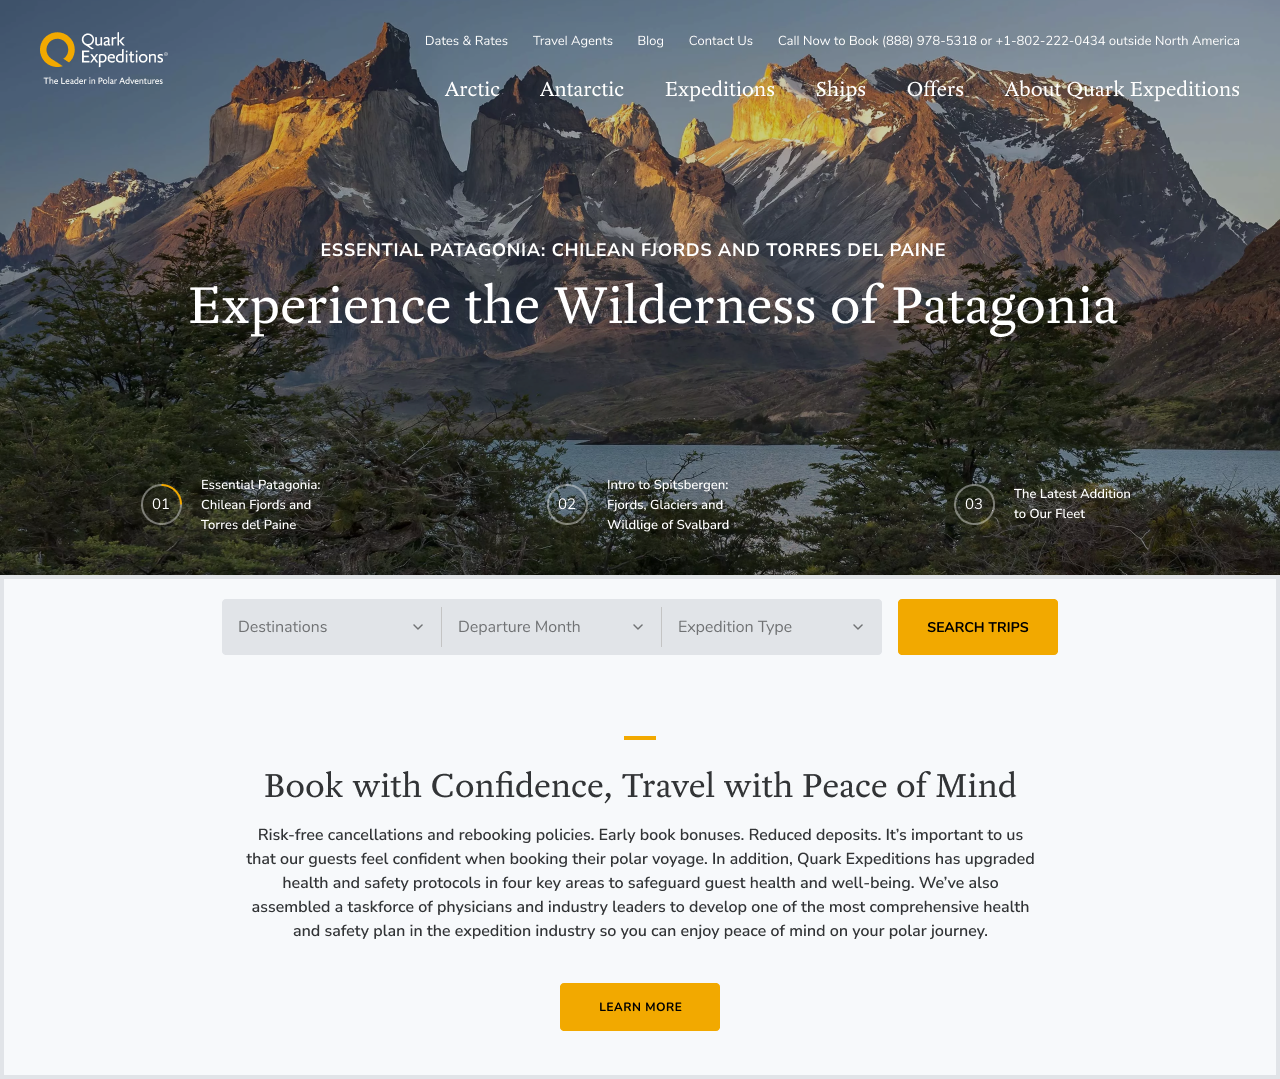 Quark
Expeditions®
The Leader in Polar Adventures
Dates & Rates Travel Agents Blog Contact Us Call Now to Book (888) 978-5318 or +1-802-222-0434 outside North America
Arctic Antarctic Expeditions Ships Offers About Quark Expeditions
ESSENTIAL PATAGONIA: CHILEAN FJORDS AND TORRES DEL PAINE
Experience the Wilderness of Patagonia
01
Essential Patagonia:
Chilean Fjords and
Torres del Paine
02
Intro to Spitsbergen:
Fjords, Glaciers and
Wildlige of Svalbard
03
The Latest Addition
to Our Fleet
Destinations Departure Month Expedition Type SEARCH TRIPS
Book with Confidence, Travel with Peace of Mind
Risk-free cancellations and rebooking policies. Early book bonuses. Reduced deposits. It’s important to us
that our guests feel confident when booking their polar voyage. In addition, Quark Expeditions has upgraded
health and safety protocols in four key areas to safeguard guest health and well-being. We’ve also
assembled a taskforce of physicians and industry leaders to develop one of the most comprehensive health
and safety plan in the expedition industry so you can enjoy peace of mind on your polar journey.
LEARN MORE